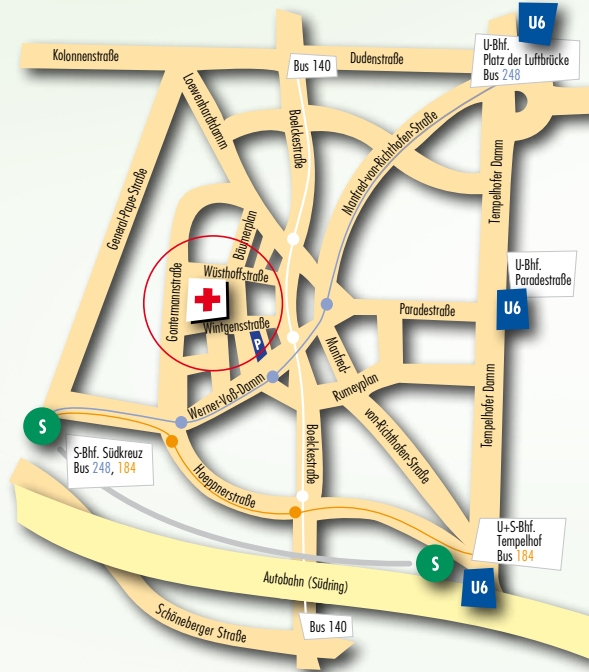 U6
U-Bhf.
Platz der Luftbrücke
Bus 248
Kolonnenstraße
Bus 140
Dudenstraße
Loewenhardtdamm
Boelckestraße
Manfred-von-Richthofen-Straße
Tempelhofer Damm
General-Pape-Straße
Bäumerplan
Gontermannstraße
Wüsthoffstraße
U-Bhf.
Paradestraße
U6
Paradestraße
Wintgensstraße
P
Manfred-
von-Richthofen-Straße
Rumeyplan
Werner-Voß-Damm
Tempelhofer Damm
S
S-Bhf. Südkreuz
Bus 248, 184
Hoeppnerstraße
Boelckestraße
U+S-Bhf.
Tempelhof
Bus 184
S
U6
Autobahn (Südring)
Schöneberger Straße
Bus 140